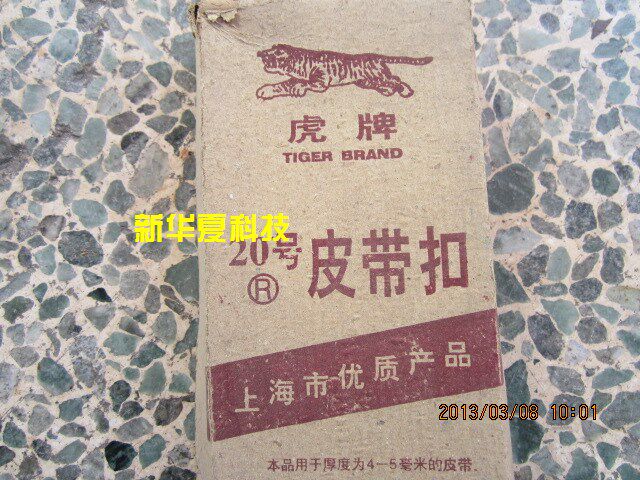 虎牌
TIGER BRAND
新华夏科技
20号皮带扣
®
上海市优质产品
2013/03/08 10:01
本品用于厚度为4—5毫米的皮带